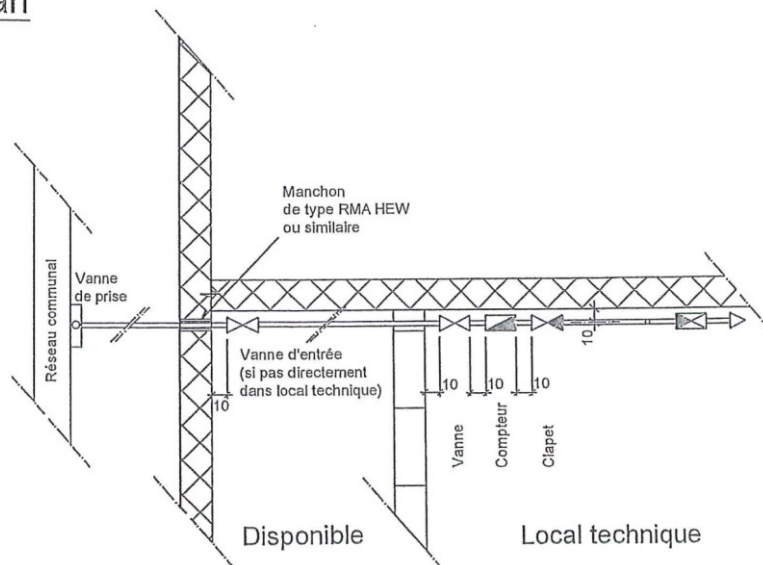 Manchon
de type RMA HEW
ou similaire
Vanne
de prise
Réseau communal
Vanne d'entrée
(si pas directement
dans local technique)
10
10
10
10
10
Vanne
Compteur
Clapet
Disponible
Local technique